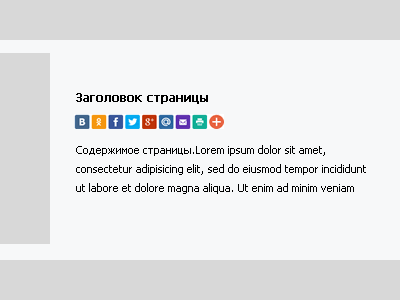 Заголовок страницы
Содержимое страницы.Lorem ipsum dolor sit amet,
consectetur adipisicing elit, sed do eiusmod tempor incididunt
ut labore et dolore magna aliqua. Ut enim ad minim veniam